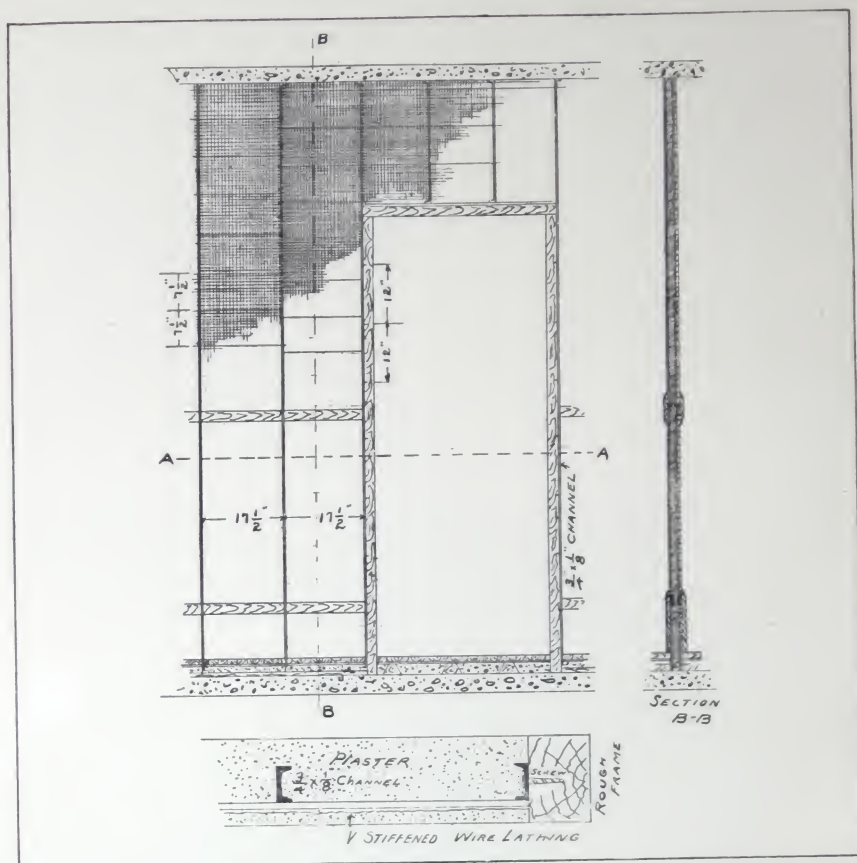 B
7½" 7½"
12"
12"
A A
17½" 17½"
¾" x ⅛" CHANNEL
B
SECTION
B-B
PLASTER
¾ x ⅛ CHANNEL
SCREW
ROUGH
FRAME
V STIFFENED WIRE LATHING